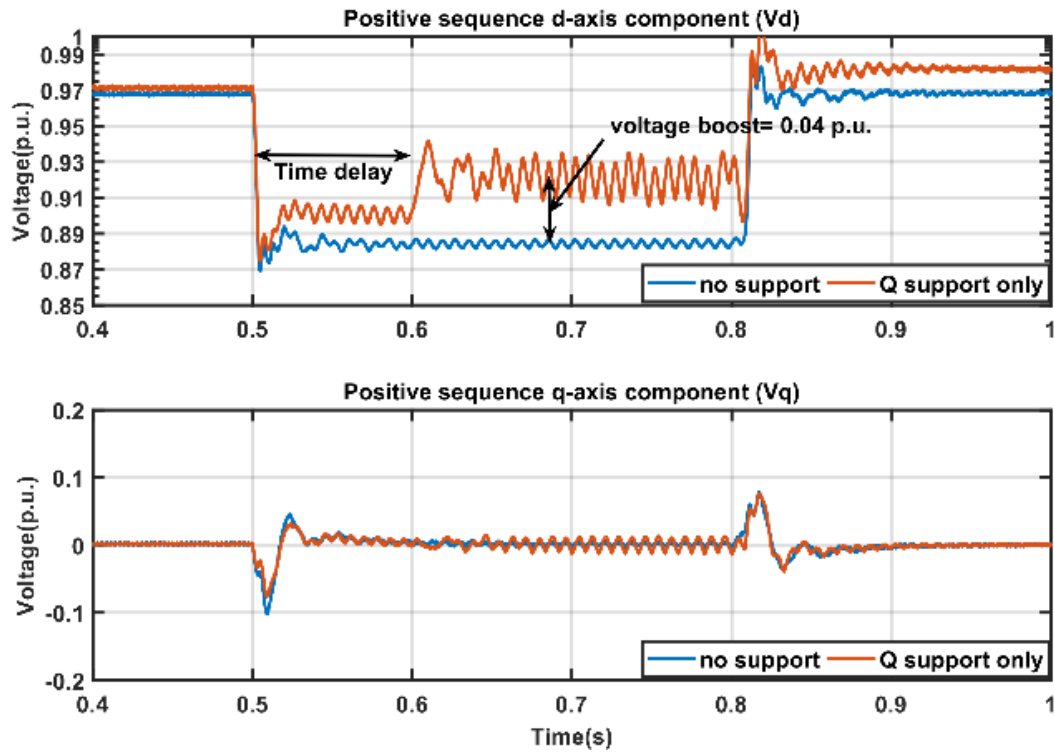 Positive sequence d-axis component (Vd)
Voltage(p.u.)
1
0.99
0.97
0.95
0.93
0.91
0.89
0.87
0.85
voltage boost= 0.04 p.u.
Time delay
no support
Q support only
0.4
0.5
0.6
0.7
0.8
0.9
1
Positive sequence q-axis component (Vq)
Voltage(p.u.)
0.2
0.1
0
-0.1
-0.2
no support
Q support only
0.4
0.5
0.6
0.7
0.8
0.9
1
Time(s)